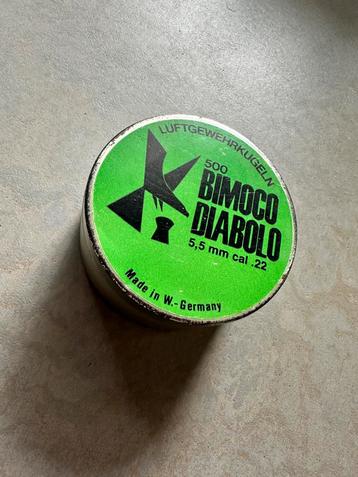 LUFTGEWEHRKUGELN
500
BIMOCO
DIABOLO
5,5 mm cal .22
Made in W.-Germany